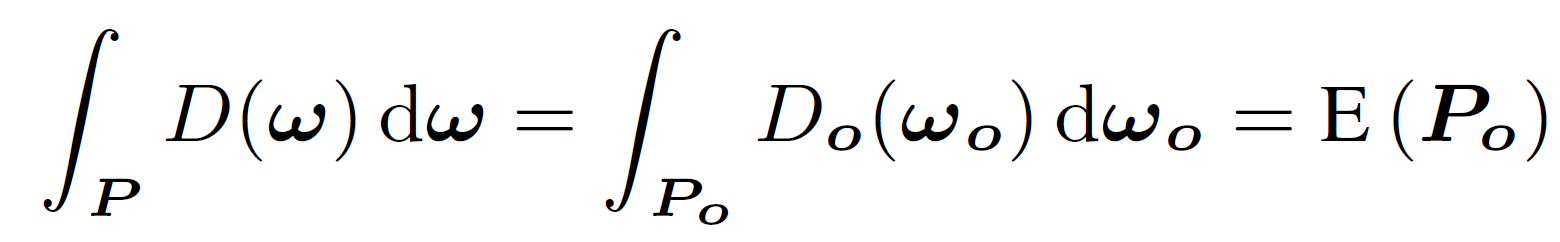 ∫_P D(ω) dω = ∫_{P_o} D_o(ω_o) dω_o = E (P_o)